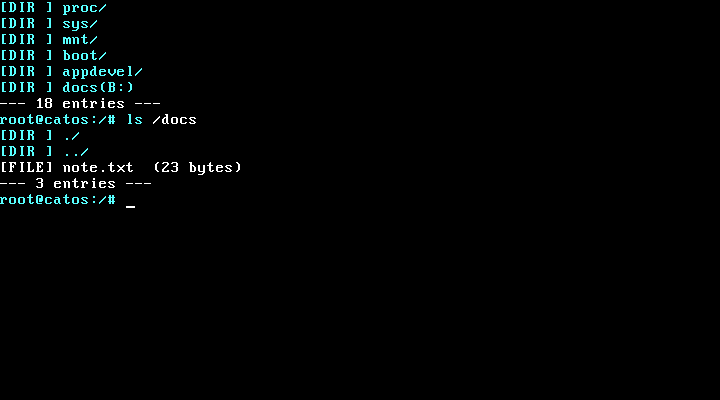 [DIR ] proc/
[DIR ] sys/
[DIR ] mnt/
[DIR ] boot/
[DIR ] appdevel/
[DIR ] docs(B:)
--- 18 entries ---
root@catos:/# ls /docs
[DIR ] ./
[DIR ] ../
[FILE] note.txt  (23 bytes)
--- 3 entries ---
root@catos:/# _